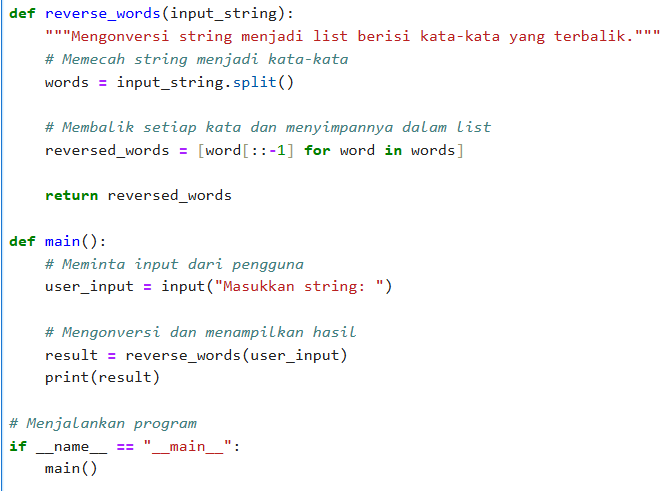 def reverse_words(input_string):
    """Mengonversi string menjadi list berisi kata-kata yang terbalik."""
    # Memecah string menjadi kata-kata
    words = input_string.split()

    # Membalik setiap kata dan menyimpannya dalam list
    reversed_words = [word[::-1] for word in words]

    return reversed_words

def main():
    # Meminta input dari pengguna
    user_input = input("Masukkan string: ")

    # Mengonversi dan menampilkan hasil
    result = reverse_words(user_input)
    print(result)

# Menjalankan program
if __name__ == "__main__":
    main()